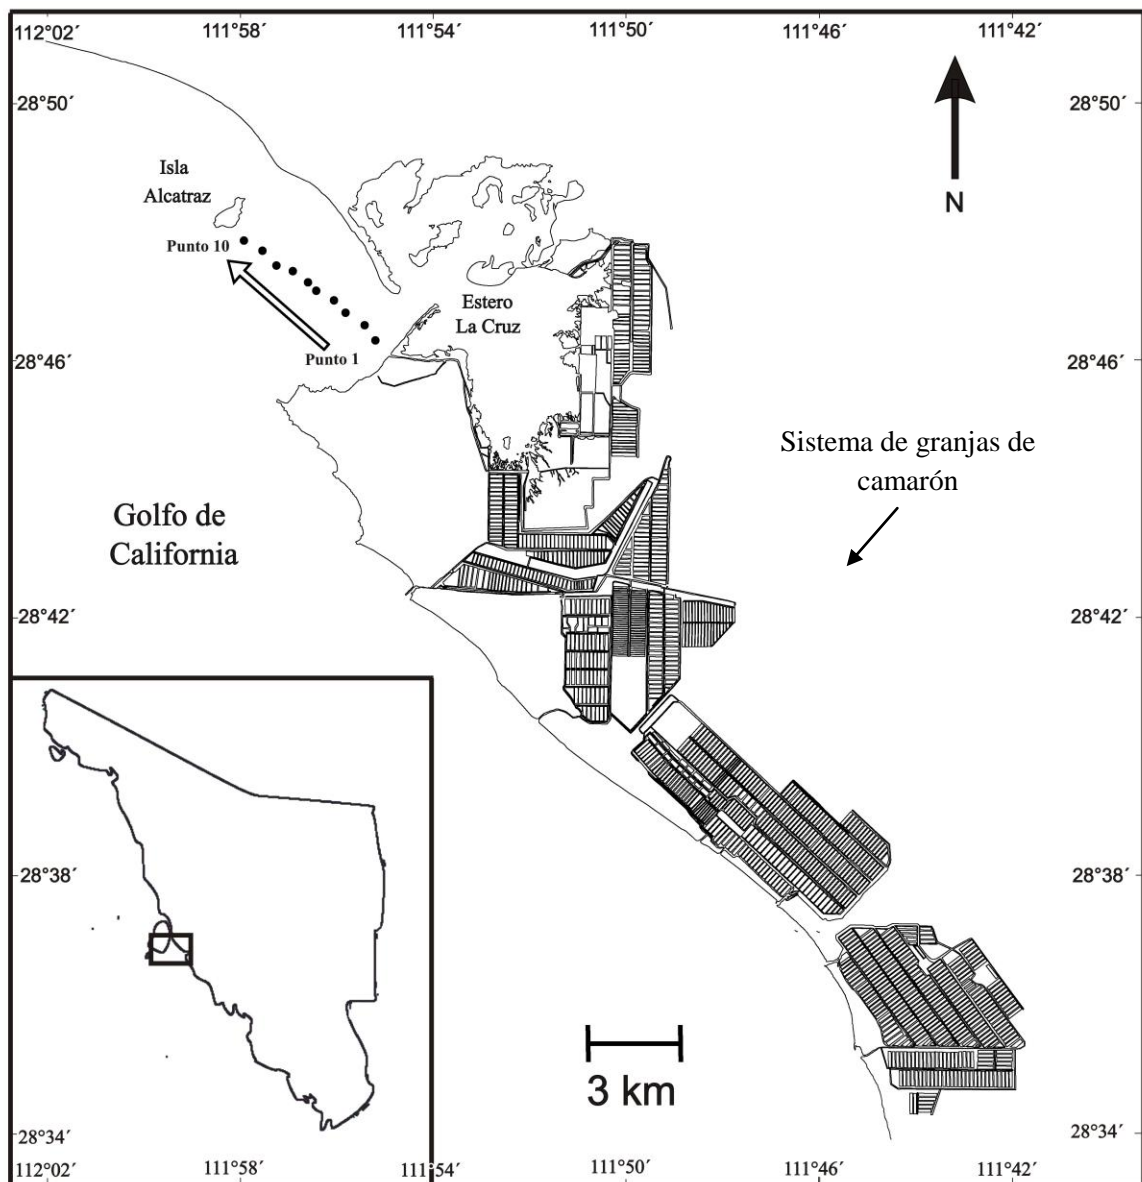 112°02´ 111°58´ 111°54´ 111°50´ 111°46´ 111°42´
28°50´ 28°50´
Isla
Alcatraz
N
Punto 10
Estero
La Cruz
Punto 1
28°46´ 28°46´
Sistema de granjas de
camarón
Golfo de
California
28°42´ 28°42´
28°38´ 28°38´
3 km
28°34´ 28°34´
112°02´ 111°58´ 111°54´ 111°50´ 111°46´ 111°42´